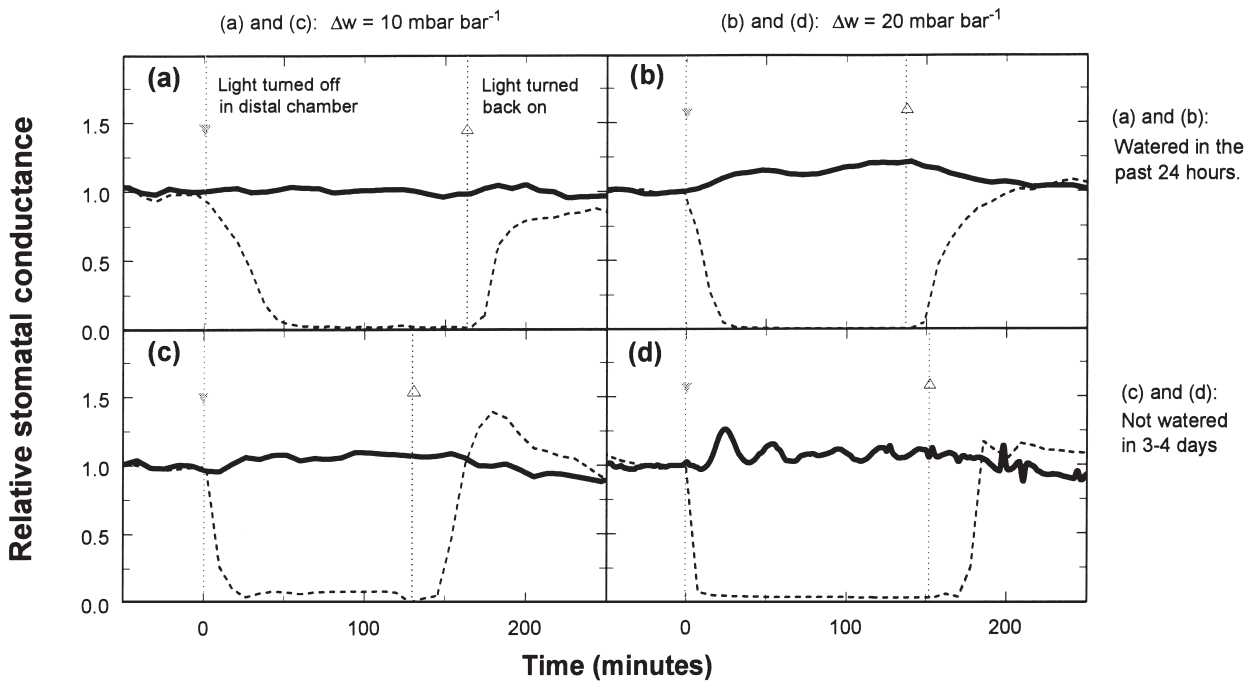 (a) and (c): Δw = 10 mbar bar⁻¹
(b) and (d): Δw = 20 mbar bar⁻¹
Relative stomatal conductance
(a)
Light turned off
in distal chamber
Light turned
back on
1.5
1.0
0.5
0.0
(b)
(a) and (b):
Watered in the
past 24 hours.
(c)
1.5
1.0
0.5
0.0
(d)
(c) and (d):
Not watered
in 3-4 days
0
200
0
200
Time (minutes)